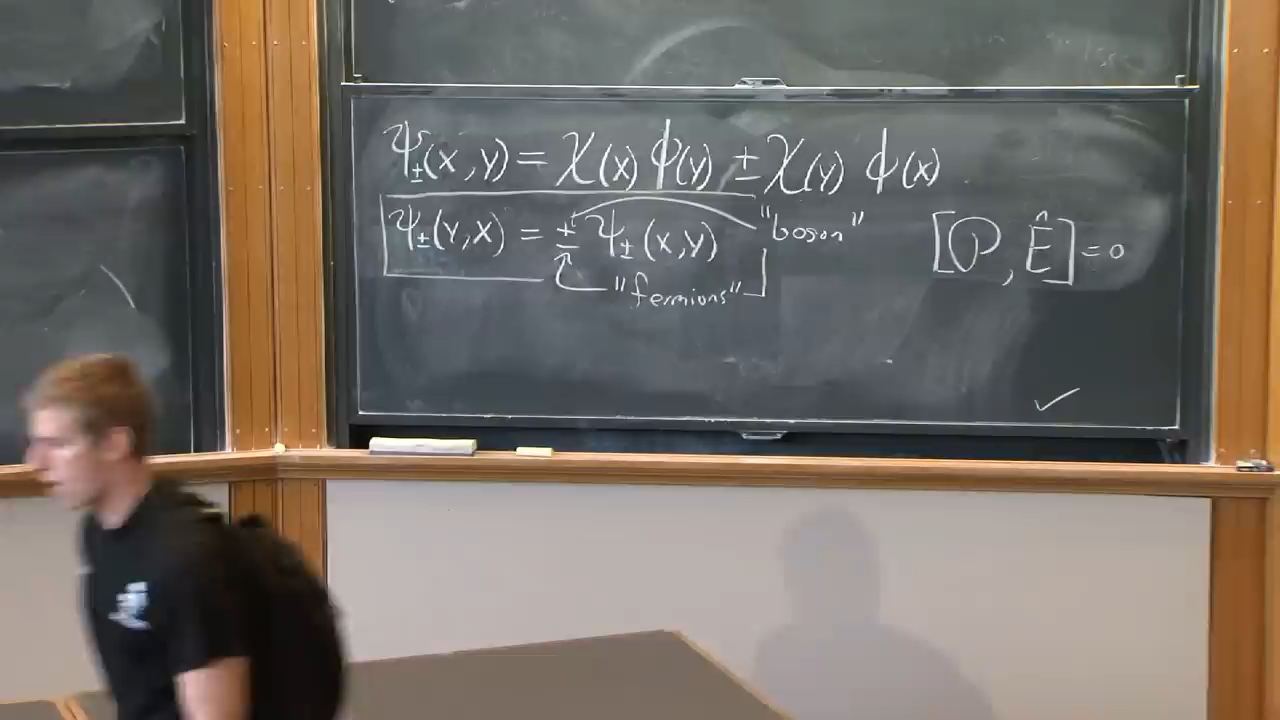 ψ±(x, y) = χ(x) φ(y) ± χ(y) φ(x)
ψ±(y, x) = ± ψ±(x, y) "boson"
"fermions"
[𝒫, Ê] = 0
✓